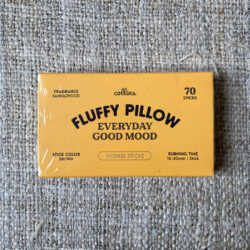 collins
FRAGRANCE
SANDALWOOD
70
STICKS
FLUFFY PILLOW
EVERYDAY
GOOD MOOD
INCENSE STICKS
STICK COLOR
BROWN
BURNING TIME
15-20min / Stick